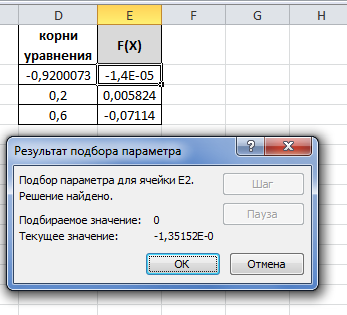 D E F G H
корни уравнения F(X)
-0,9200073 -1,4E-05
0,2 0,005824
0,6 -0,07114
Результат подбора параметра
Подбор параметра для ячейки E2.
Решение найдено.
Шаг
Пауза
Подбираемое значение: 0
Текущее значение: -1,35152E-0
ОК Отмена